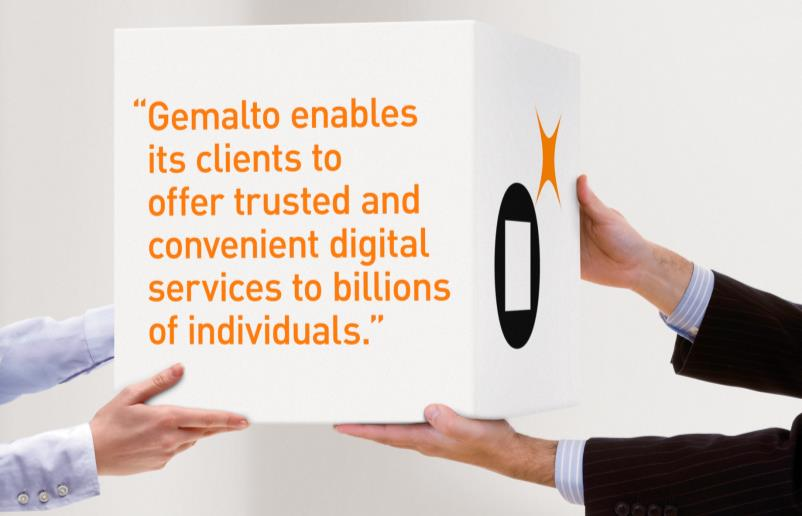 “Gemalto enables
its clients to
offer trusted and
convenient digital
services to billions
of individuals.”